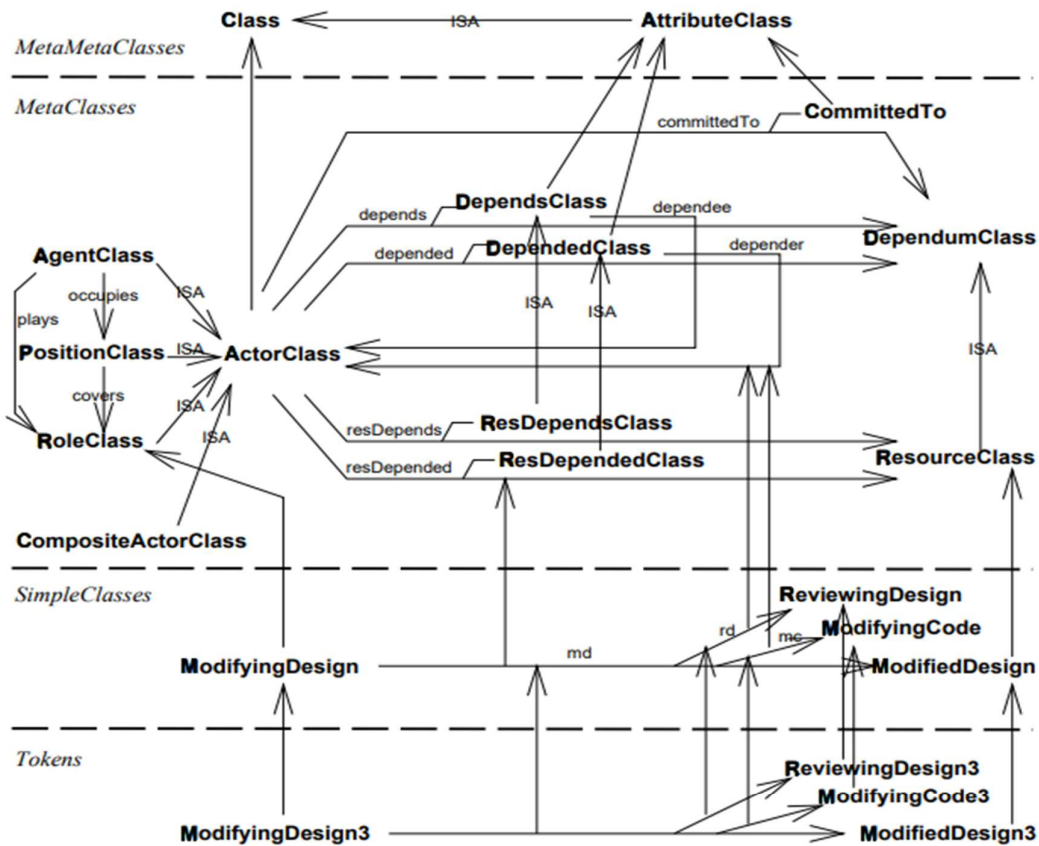 Class
ISA
AttributeClass
MetaMetaClasses
MetaClasses
CommittedTo
committedTo
DependsClass
depends
dependee
DependedClass
depended
depender
DependumClass
AgentClass
occupies
ISA
plays
ISA
ISA
PositionClass
ISA
ActorClass
ISA
covers
ISA
ResDependsClass
resDepends
RoleClass
ISA
ResDependedClass
resDepended
ResourceClass
CompositeActorClass
SimpleClasses
ReviewingDesign
rd
mc
ModifyingCode
md
ModifyingDesign
ModifiedDesign
Tokens
ReviewingDesign3
ModifyingCode3
ModifyingDesign3
ModifiedDesign3